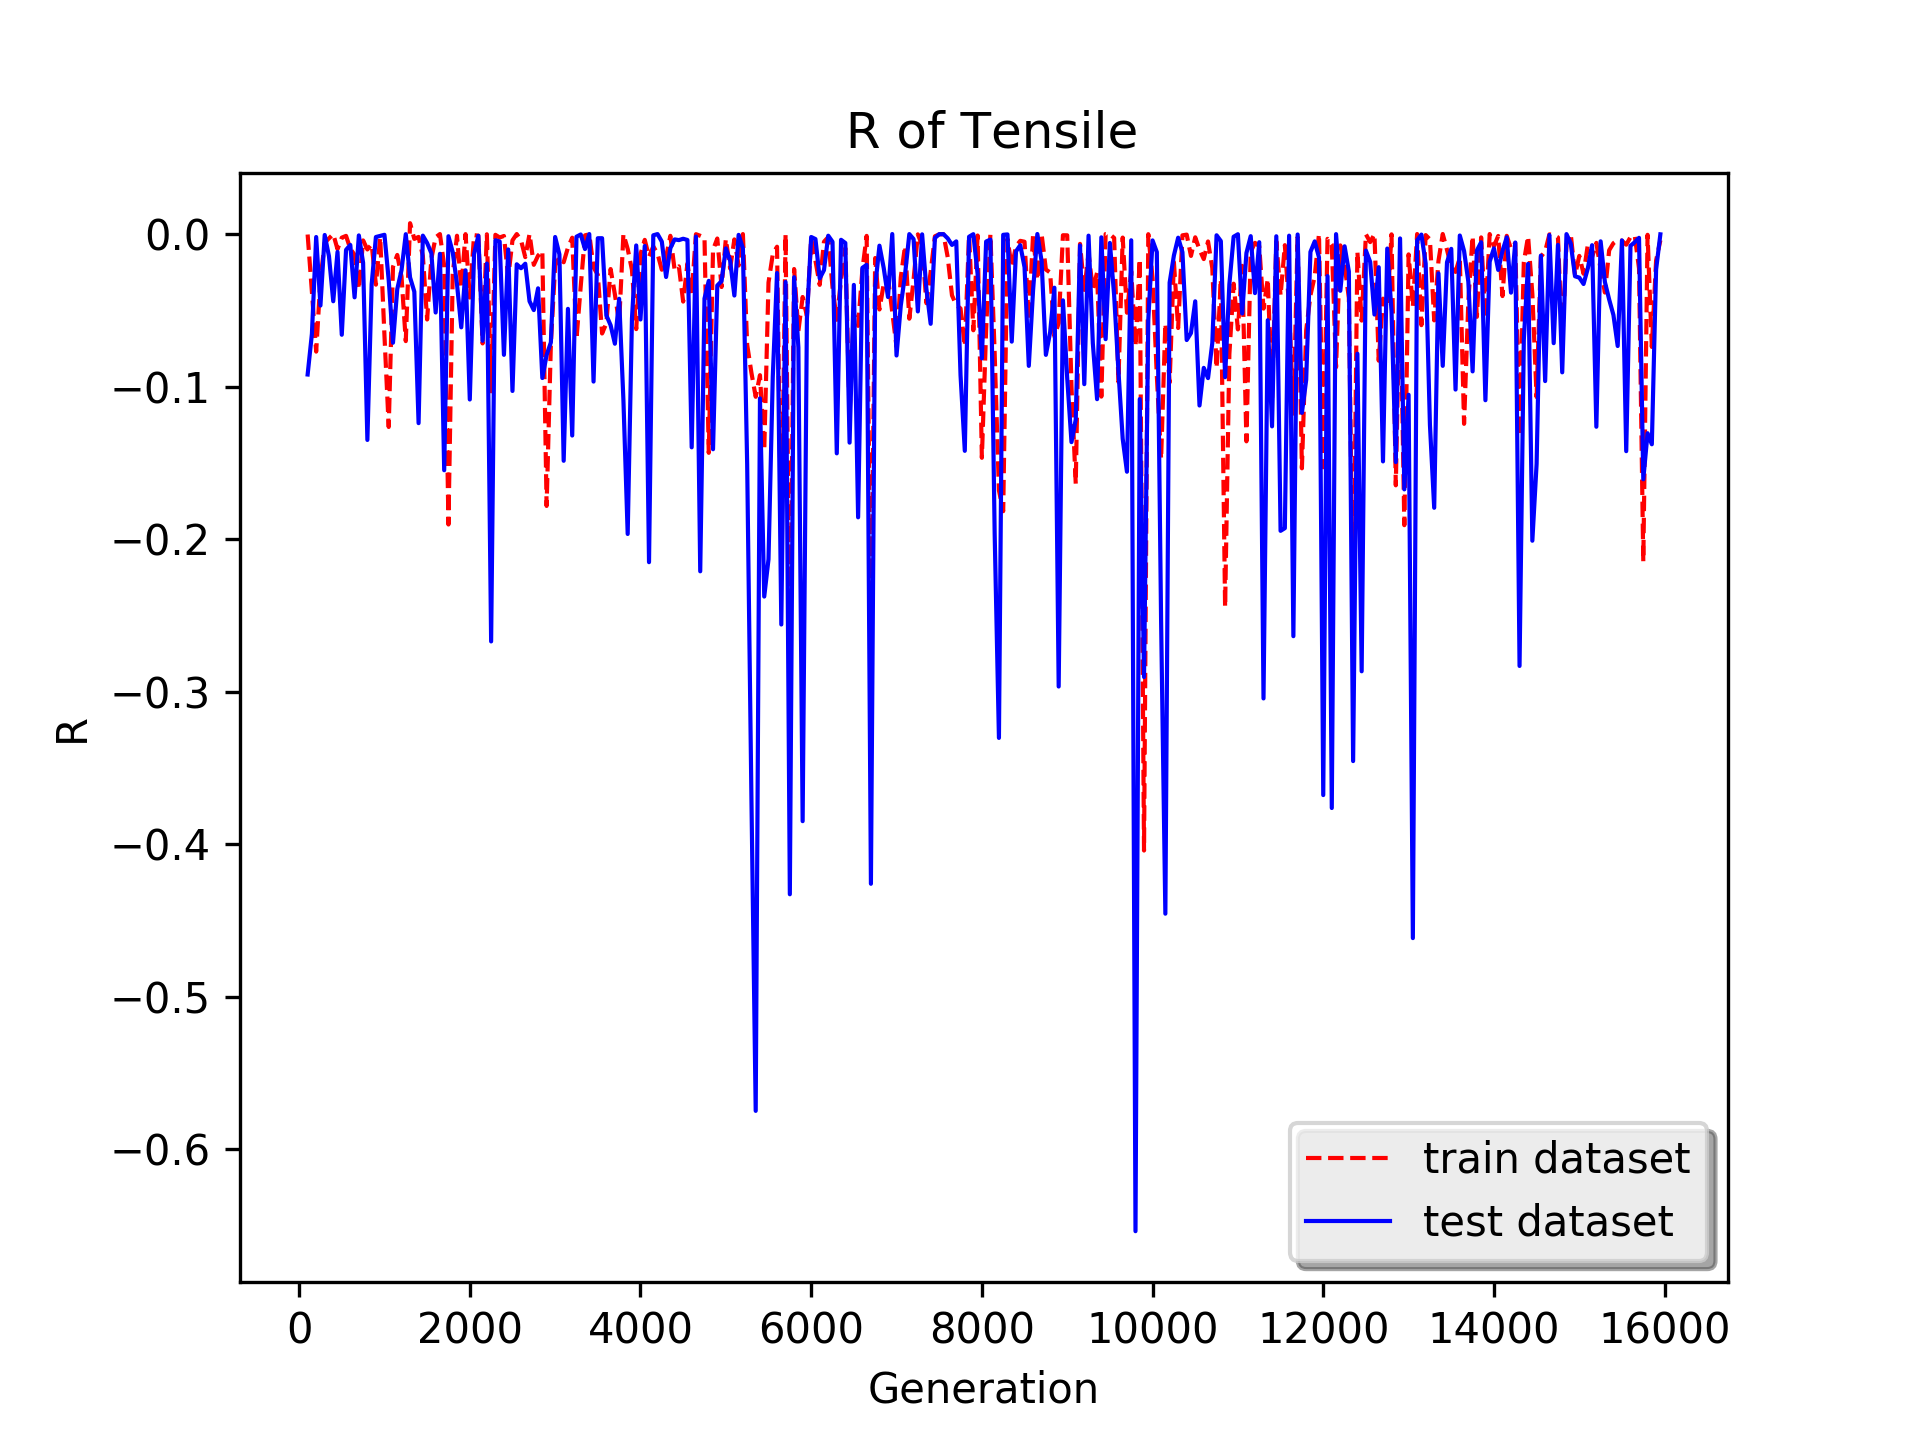 R of Tensile
0.0
−0.1
−0.2
−0.3
−0.4
−0.5
−0.6
R
train dataset
test dataset
0 2000 4000 6000 8000 10000 12000 14000 16000
Generation